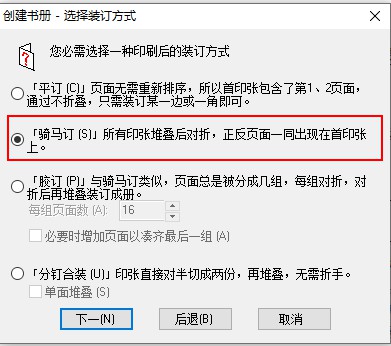 创建书册 - 选择装订方式
您必需选择一种印刷后的装订方式
「平订 (C)」页面无需重新排序，所以首印张包含了第1、2页面，
通过不折叠，只需装订某一边或一角即可。
「骑马订 (S)」所有印张堆叠后对折，正反页面一同出现在首印张
上。
「胶订 (P)」与骑马订类似，页面总是被分成几组，每组对折，对
折后再堆叠装订成册。
每组页面数 (A): 16
必要时增加页面以凑齐最后一组 (A)
「分钉合装 (U)」印张直接对半切成两份，再堆叠，无需折手。
单面堆叠 (S)
下一(N) 后退(B) 取消